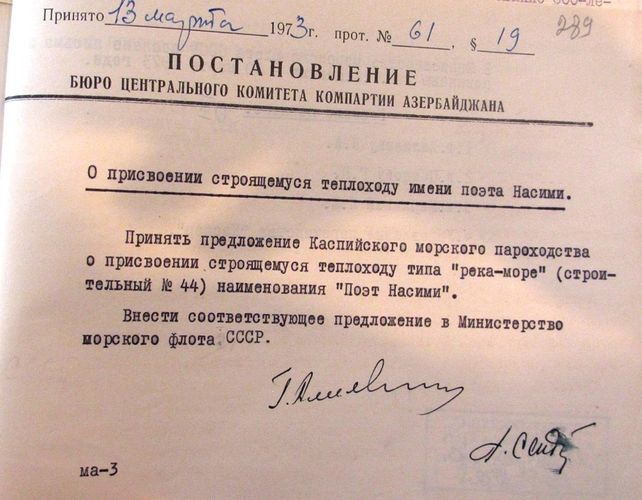 289
Принято 13 марта 1973 г. прот. № 61, § 19
ПОСТАНОВЛЕНИЕ
БЮРО ЦЕНТРАЛЬНОГО КОМИТЕТА КОМПАРТИИ АЗЕРБАЙДЖАНА
О присвоении строящемуся теплоходу имени поэта Насими.
Принять предложение Каспийского морского пароходства
о присвоении строящемуся теплоходу типа "река-море" (строи-
тельный № 44) наименования "Поэт Насими".
Внести соответствующее предложение в Министерство
морского флота СССР.
ма-3